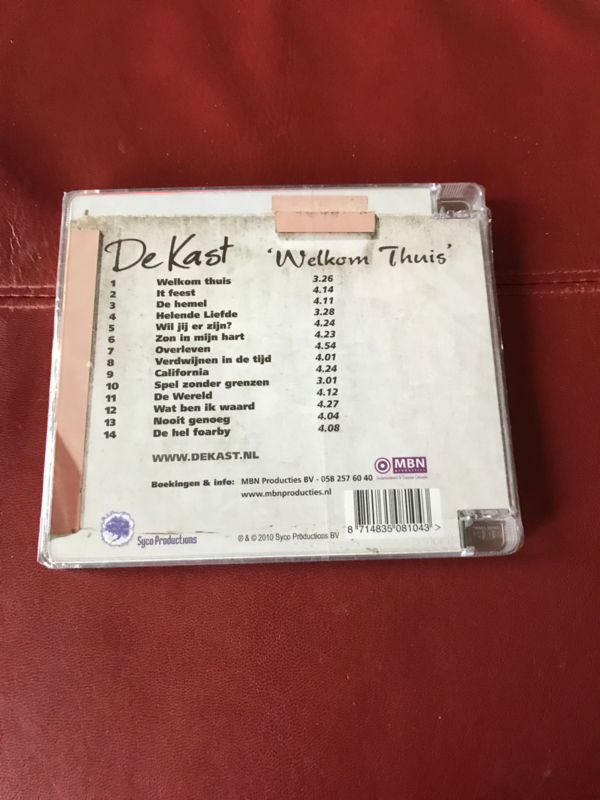 De Kast 'Welkom Thuis'
1 Welkom thuis 3.26
2 It feest 4.14
3 De hemel 4.11
4 Helende Liefde 3.28
5 Wil jij er zijn? 4.24
6 Zon in mijn hart 4.23
7 Overleven 4.54
8 Verdwijnen in de tijd 4.01
9 California 4.24
10 Spel zonder grenzen 3.01
11 De Wereld 4.12
12 Wat ben ik waard 4.27
13 Nooit genoeg 4.04
14 De hel foarby 4.08
WWW.DEKAST.NL
MBN
producties
Boekingen & info: MBN Producties BV - 058 257 60 40
www.mbnproducties.nl
8 714835 081043 >
Syco Productions
℗ & © 2010 Syco Productions BV